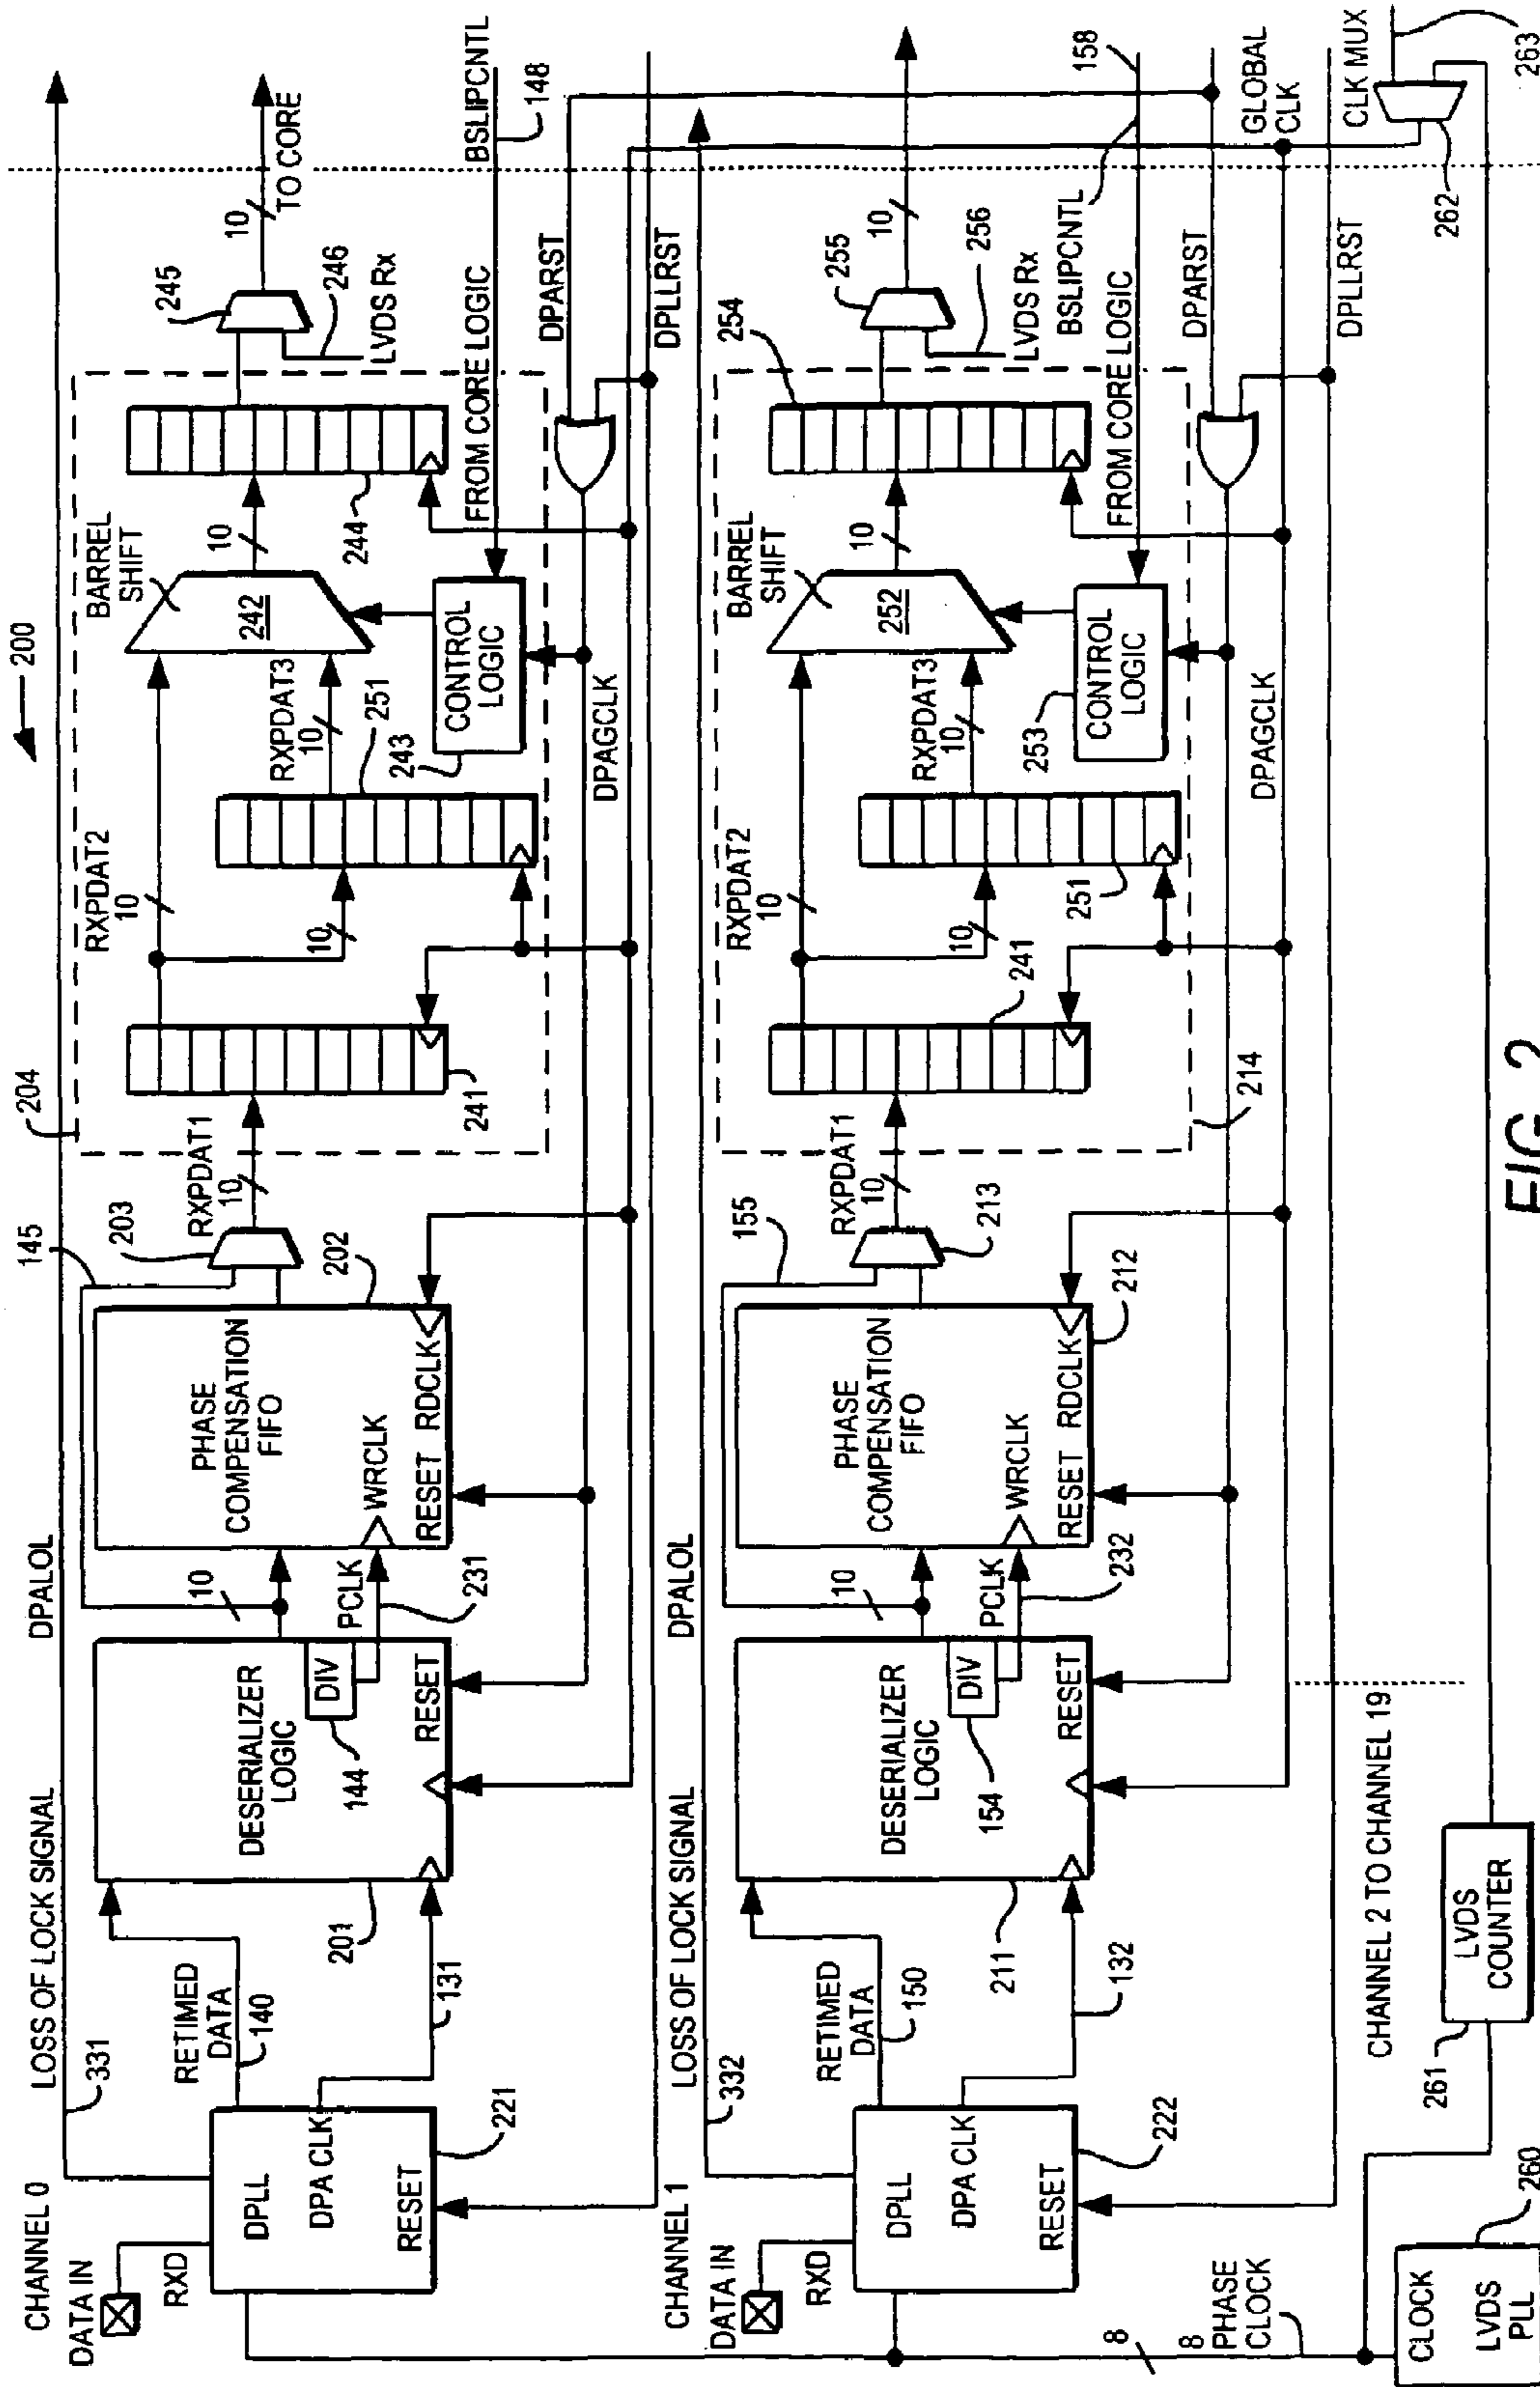 200
CHANNEL 0
DATA IN
RXD
331
LOSS OF LOCK SIGNAL
DPALOL
DPLL
DPA CLK
RESET
221
RETIMED
DATA
140
131
201
DESERIALIZER
LOGIC
DIV
144
RESET
10
PCLK
231
145
PHASE
COMPENSATION
FIFO
WRCLK
RESET RDCLK
202
203
RXPDAT1
10
204
241
RXPDAT2
10
10
RXPDAT3
10
251
243
BARREL
SHIFT
242
CONTROL
LOGIC
DPAGCLK
10
244
FROM CORE LOGIC
245
246
LVDS Rx
10
TO CORE
BSLIPCNTL
148
DPARST
DPLLRST
CHANNEL 1
DATA IN
RXD
332
LOSS OF LOCK SIGNAL
DPALOL
DPLL
DPA CLK
RESET
222
RETIMED
DATA
150
132
211
DESERIALIZER
LOGIC
DIV
154
RESET
10
PCLK
232
155
PHASE
COMPENSATION
FIFO
WRCLK
RESET RDCLK
212
213
RXPDAT1
10
214
241
RXPDAT2
10
10
RXPDAT3
10
251
253
BARREL
SHIFT
252
CONTROL
LOGIC
DPAGCLK
10
254
FROM CORE LOGIC
255
256
LVDS Rx
10
BSLIPCNTL
158
DPARST
DPLLRST
GLOBAL
CLK
CLK MUX
262
263
8
8
PHASE
CLOCK
CLOCK
LVDS
PLL
260
261
LVDS
COUNTER
CHANNEL 2 TO CHANNEL 19
FIG. 2